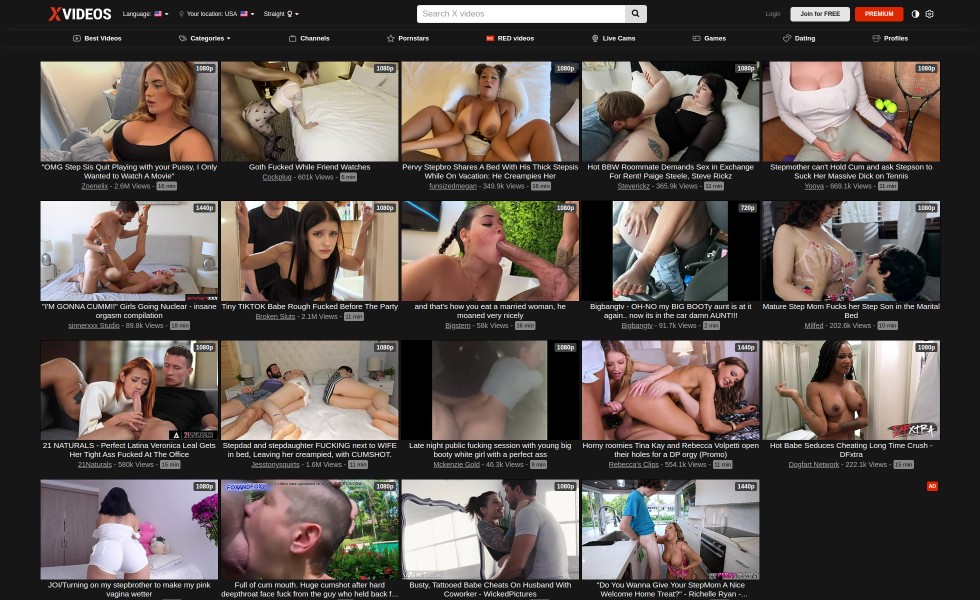 XVIDEOS
Language:
Your location: USA
Straight
Search X videos
Login
Join for FREE
PREMIUM
Best Videos
Categories
Channels
Pornstars
RED videos
Live Cams
Games
Dating
Profiles
1080p
1080p
1080p
1080p
1080p
"OMG Step Sis Quit Playing with your Pussy, I Only
Wanted to Watch A Movie"
Zoenelix - 2.6M Views - 16 min
Goth Fucked While Friend Watches
Cockplug - 601k Views - 6 min
Pervy Stepbro Shares A Bed With His Thick Stepsis
While On Vacation: He Creampies Her
funsizedmegan - 349.9k Views - 16 min
Hot BBW Roommate Demands Sex in Exchange
For Rent! Paige Steele, Steve Rickz
Steverickz - 365.9k Views - 11 min
Stepmother can't Hold Cum and ask Stepson to
Suck Her Massive Dick on Tennis
Yooya - 669.1k Views - 11 min
1440p
1080p
1080p
720p
1080p
"I'M GONNA CUM!!!" Girls Going Nuclear - insane
orgasm compilation
sinnerxxx Studio - 89.8k Views - 18 min
Tiny TIKTOK Babe Rough Fucked Before The Party
Broken Sluts - 2.1M Views - 11 min
and that's how you eat a married woman, he
moaned very nicely
Bigstem - 58k Views - 16 min
Bigbangtv - OH-NO my BIG BOOTy aunt is at it
again.. now its in the car damn AUNT!!!
Bigbangtv - 91.7k Views - 2 min
Mature Step Mom Fucks her Step Son in the Marital
Bed
Milfed - 202.6k Views - 10 min
1080p
1080p
1080p
1440p
1080p
21 NATURALS - Perfect Latina Veronica Leal Gets
Her Tight Ass Fucked At The Office
21Naturals - 580k Views - 15 min
Stepdad and stepdaughter FUCKING next to WIFE
in bed, Leaving her creampied, with CUMSHOT.
Jesstonysquirts - 1.6M Views - 11 min
Late night public fucking session with young big
booty white girl with a perfect ass
Mckenzie Gold - 46.3k Views - 9 min
Horny roomies Tina Kay and Rebecca Volpetti open
their holes for a DP orgy (Promo)
Rebecca's Clips - 554.1k Views - 11 min
Hot Babe Seduces Cheating Long Time Crush -
DFxtra
Dogfart Network - 222.1k Views - 15 min
1080p
1080p
1080p
1440p
AD
JOI/Turning on my stepbrother to make my pink
vagina wetter
Full of cum mouth. Huge cumshot after hard
deepthroat face fuck from the guy who held back f...
Busty, Tattooed Babe Cheats On Husband With
Coworker - WickedPictures
"Do You Wanna Give Your StepMom A Nice
Welcome Home Treat?" - Richelle Ryan -...